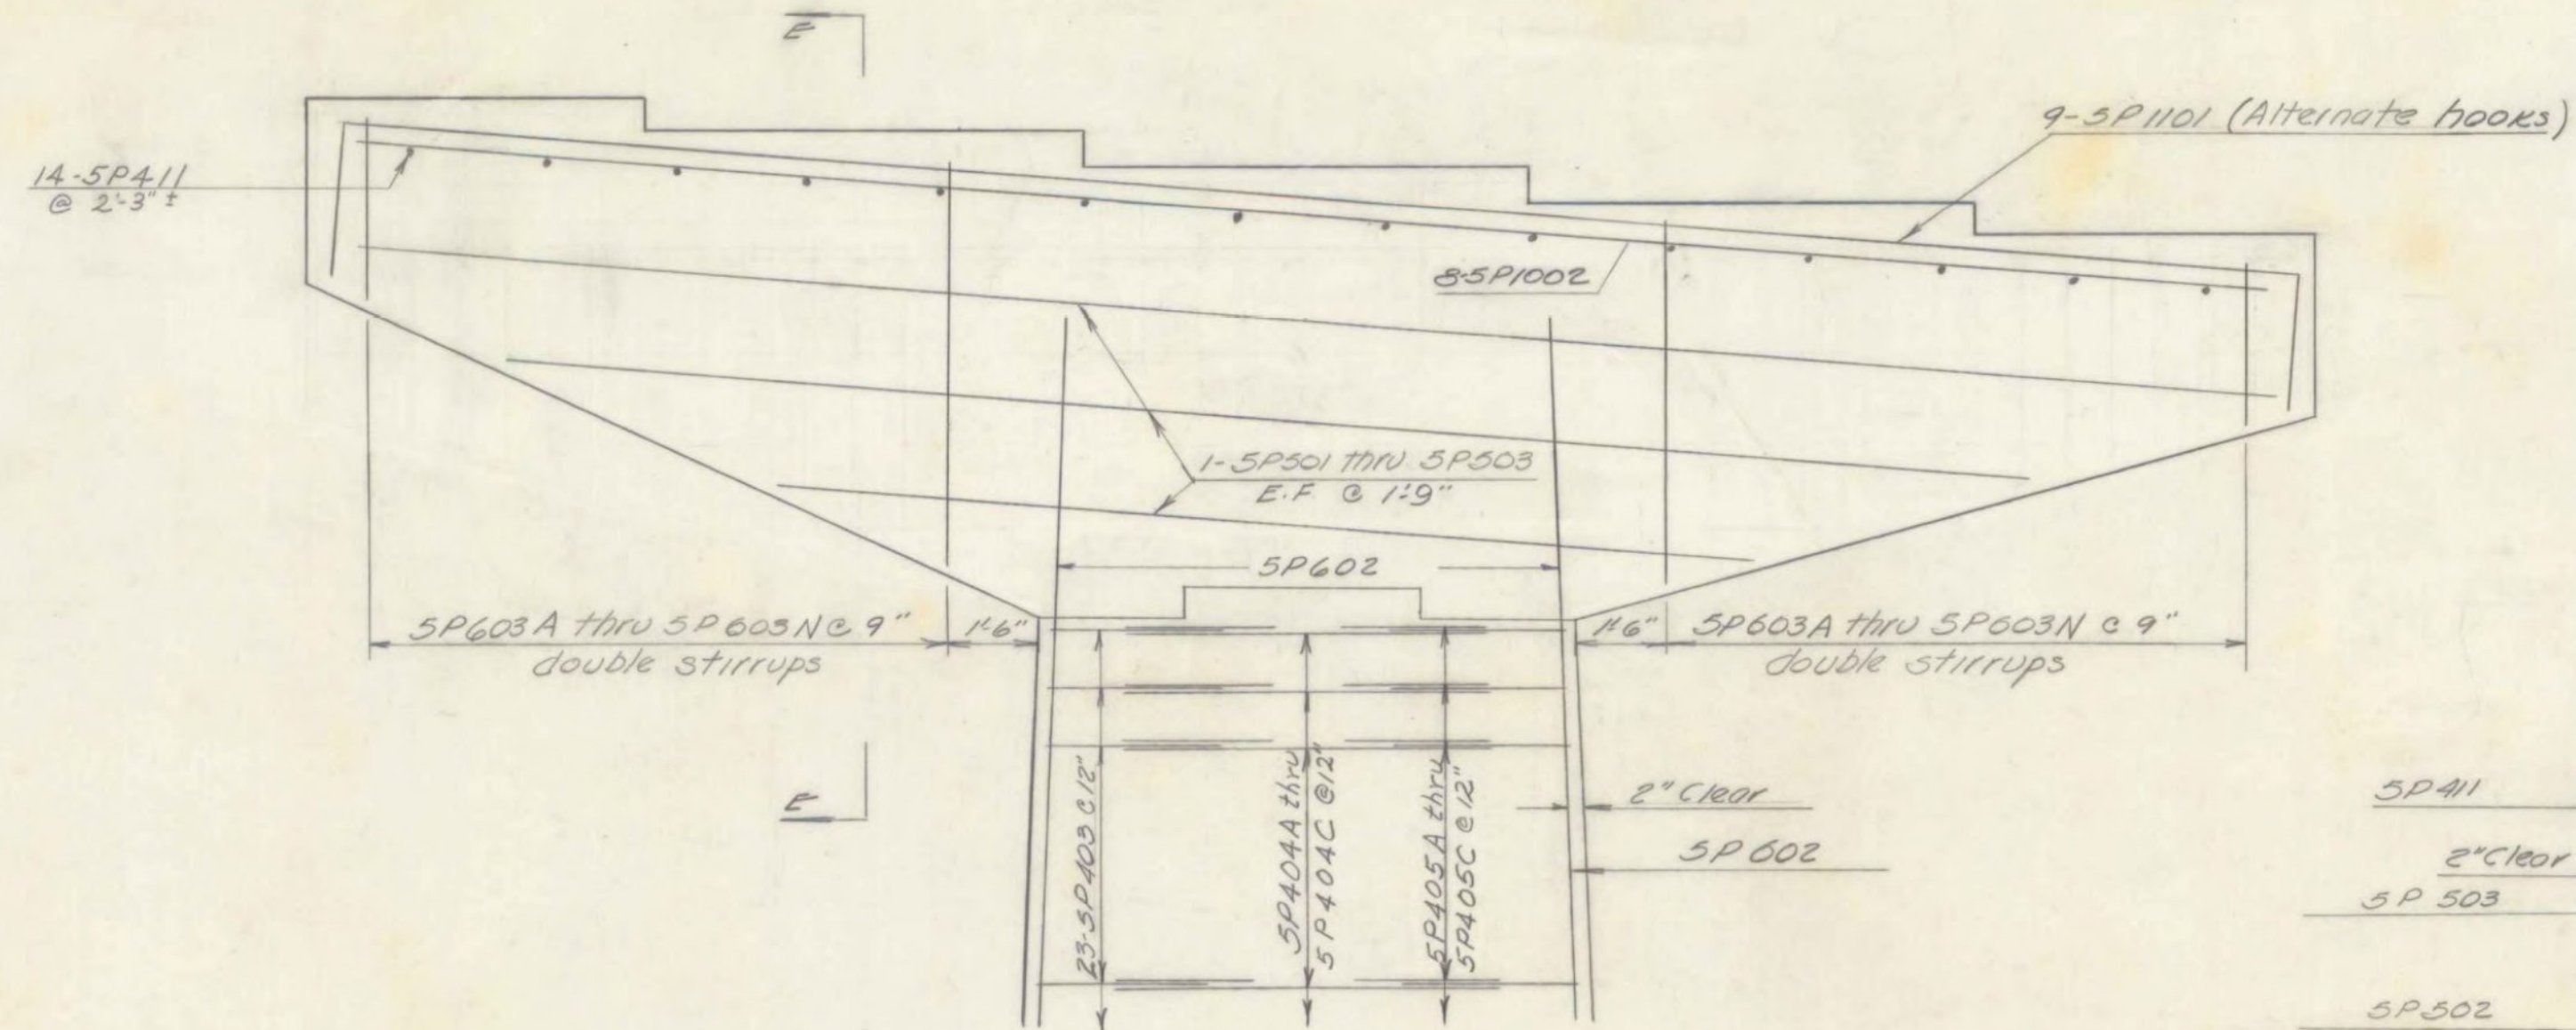 E
9-5P1101 (Alternate hooks)
14-5P411
@ 2'-3" ±
8-5P1002
1-5P501 thru 5P503
E.F. @ 1'-9"
5P602
5P603A thru 5P603N @ 9"
double stirrups
1'-6"
1'-6"
5P603A thru 5P603N @ 9"
double stirrups
23-5P403 @ 12"
5P404A thru
5P404C @ 12"
5P405A thru
5P405C @ 12"
E
2" Clear
5P602
5P411
2" Clear
5P 503
5P502